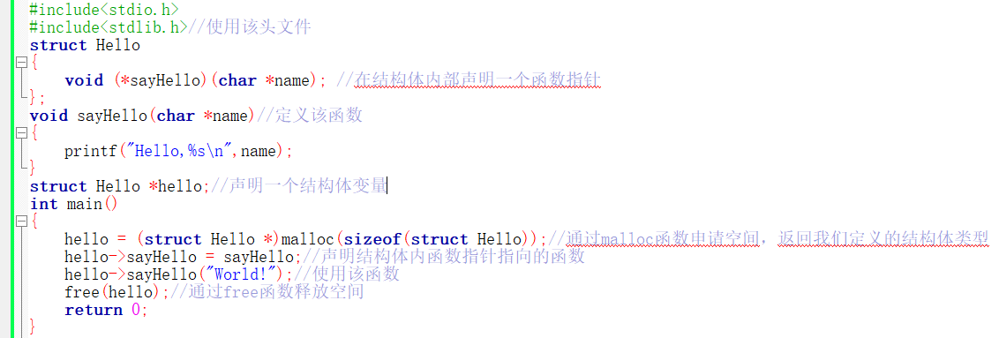 #include<stdio.h>
#include<stdlib.h>//使用该头文件
struct Hello
{
    void (*sayHello)(char *name); //在结构体内部声明一个函数指针
};
void sayHello(char *name)//定义该函数
{
    printf("Hello,%s\n",name);
}
struct Hello *hello;//声明一个结构体变量
int main()
{
    hello = (struct Hello *)malloc(sizeof(struct Hello));//通过malloc函数申请空间，返回我们定义的结构体类型
    hello->sayHello = sayHello;//声明结构体内函数指针指向的函数
    hello->sayHello("World!");//使用该函数
    free(hello);//通过free函数释放空间
    return 0;
}